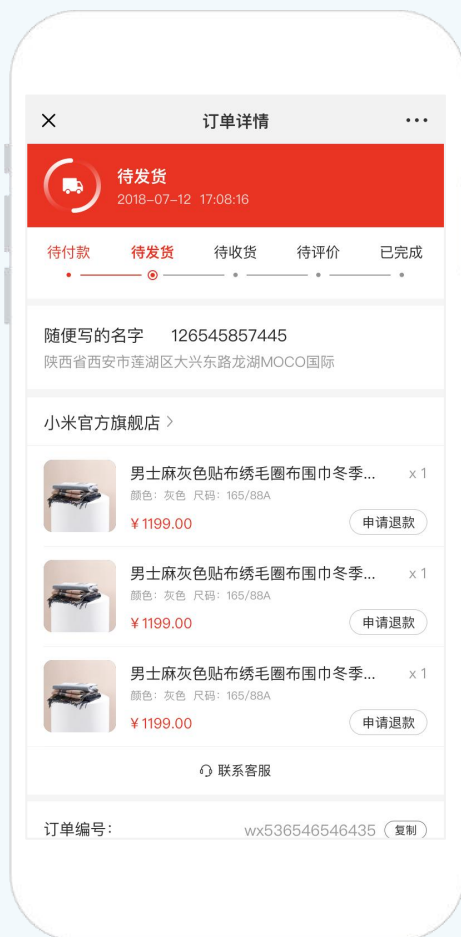 订单详情
待发货
2018-07-12 17:08:16
待付款 待发货 待收货 待评价 已完成
随便写的名字 126545857445
陕西省西安市莲湖区大兴东路龙湖MOCO国际
小米官方旗舰店
男士麻灰色贴布绣毛圈布围巾冬季... x 1
颜色：灰色 尺码：165/88A
¥1199.00 申请退款
男士麻灰色贴布绣毛圈布围巾冬季... x 1
颜色：灰色 尺码：165/88A
¥1199.00 申请退款
男士麻灰色贴布绣毛圈布围巾冬季... x 1
颜色：灰色 尺码：165/88A
¥1199.00 申请退款
联系客服
订单编号： wx536546546435 复制